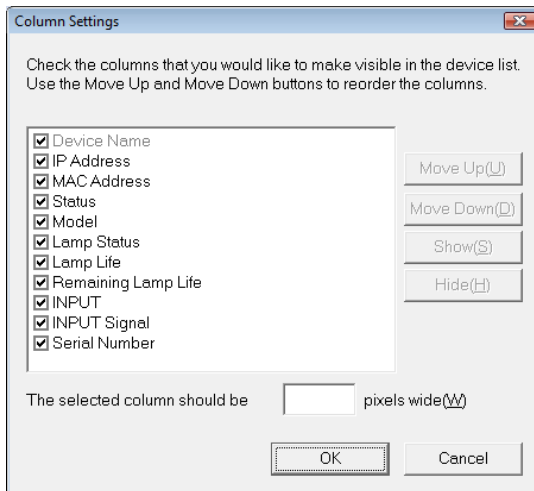 Column Settings
Check the columns that you would like to make visible in the device list.
Use the Move Up and Move Down buttons to reorder the columns.
Device Name
IP Address
MAC Address
Status
Model
Lamp Status
Lamp Life
Remaining Lamp Life
INPUT
INPUT Signal
Serial Number
Move Up(U)
Move Down(D)
Show(S)
Hide(H)
The selected column should be pixels wide(W)
OK Cancel